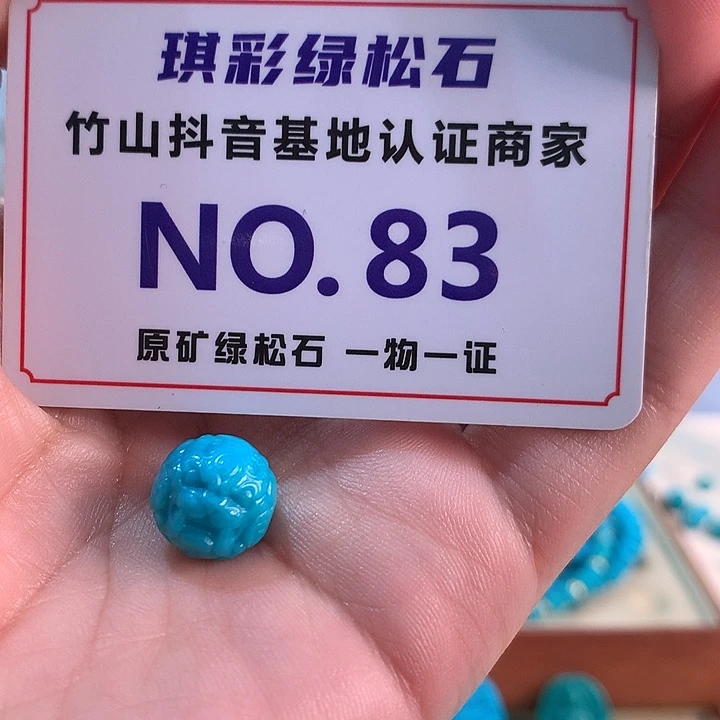 琪彩绿松石
竹山抖音基地认证商家
NO.83
原矿绿松石 一物一证